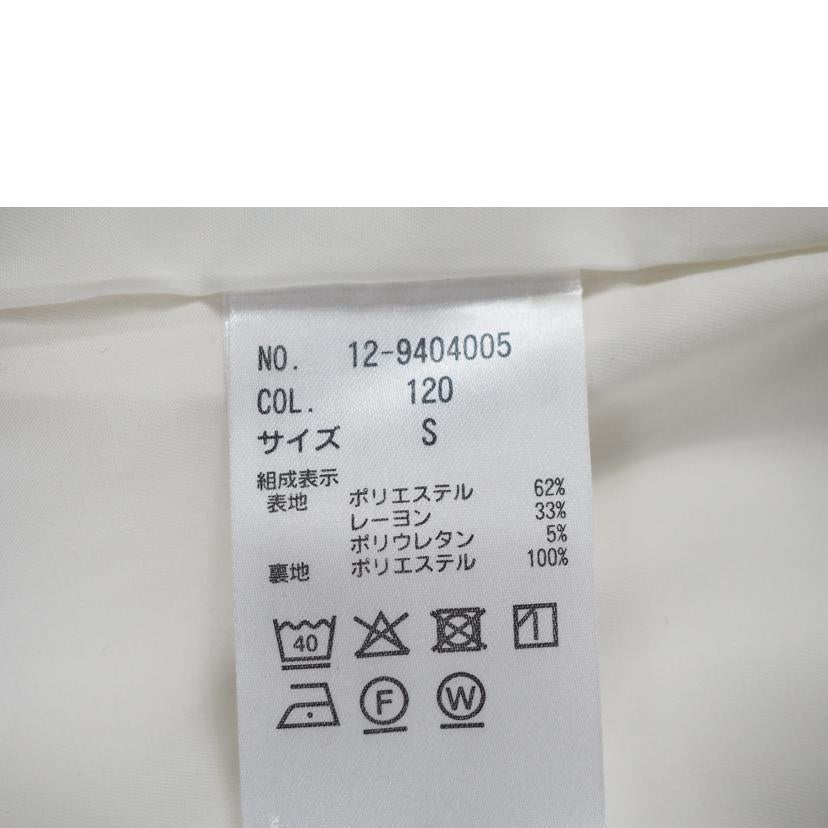 NO. 12-9404005
COL. 120
サイズ S
組成表示
表地 ポリエステル 62%
レーヨン 33%
ポリウレタン 5%
裏地 ポリエステル 100%
40
F W